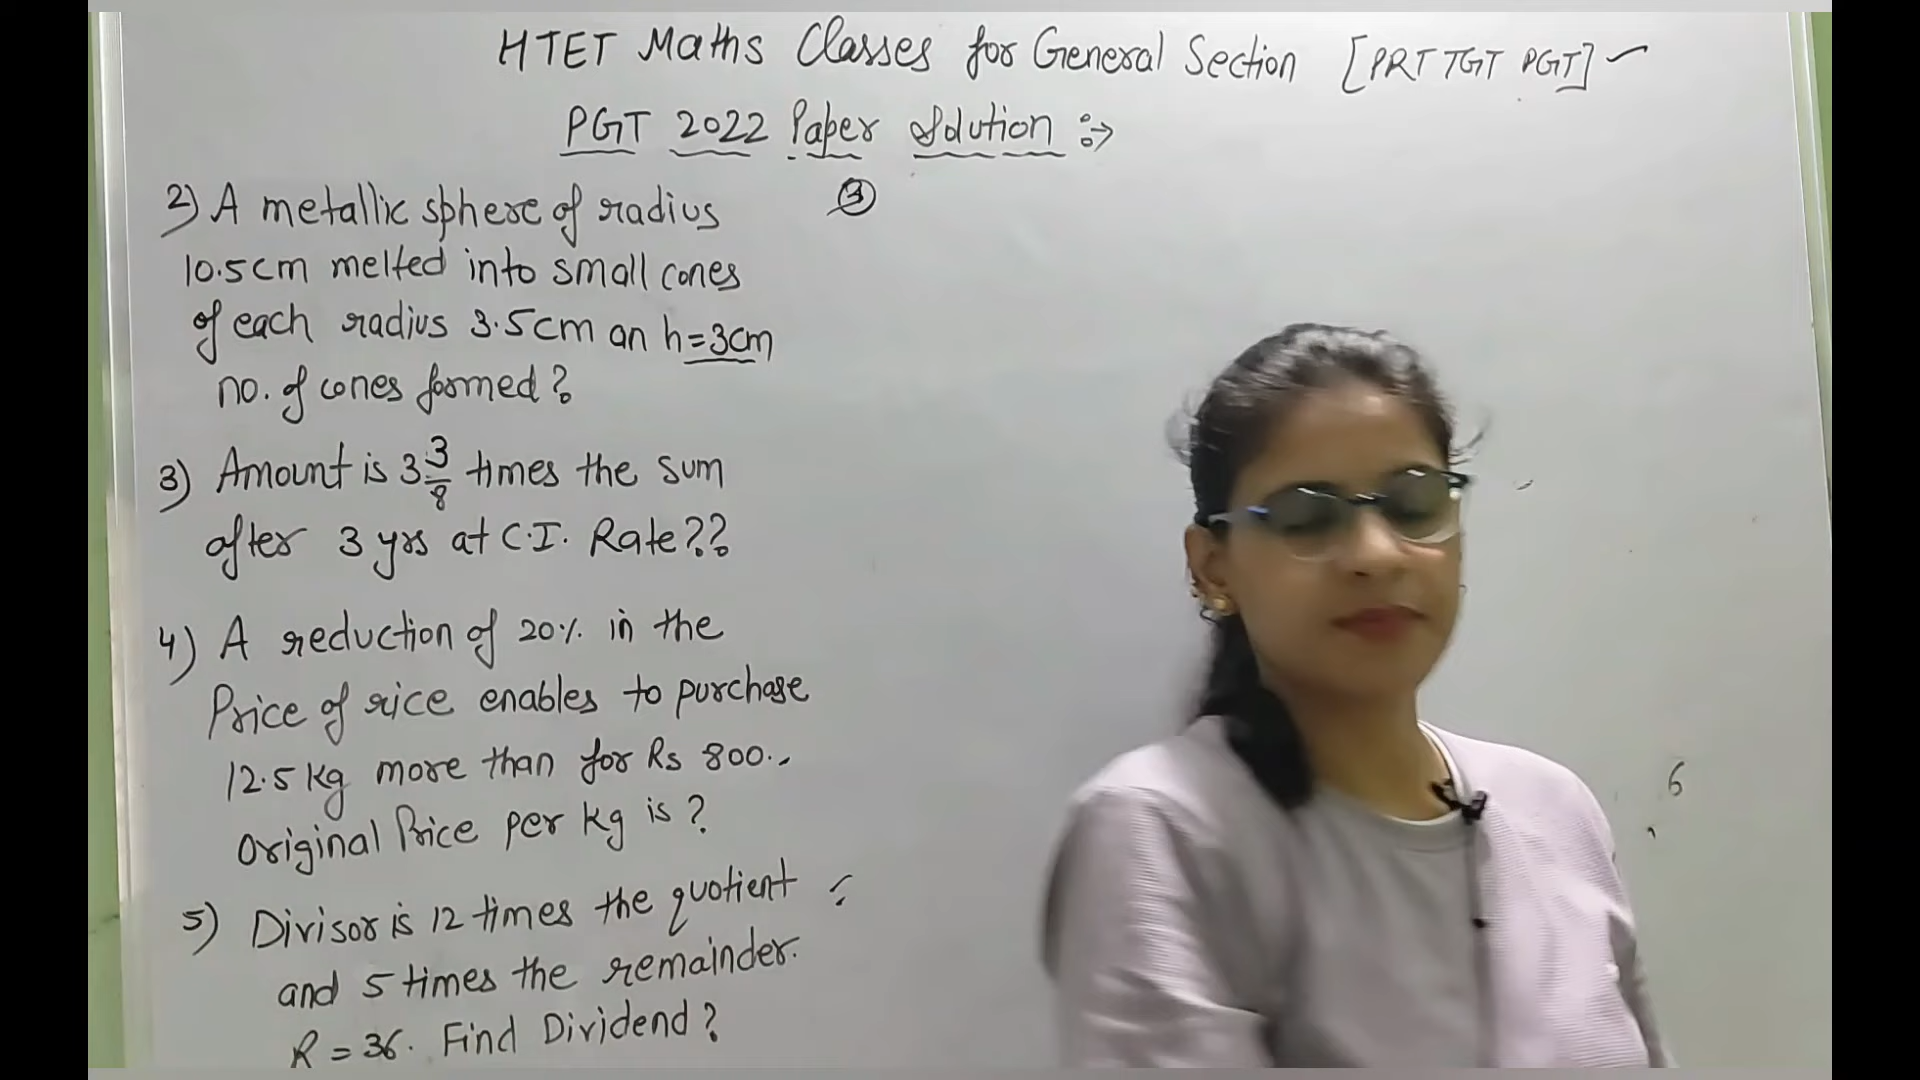 HTET Maths Classes for General Section [PRT TGT PGT]
PGT 2022 Paper Solution :→
③
2) A metallic sphere of radius
10.5cm melted into small cones
of each radius 3.5cm an h=3cm
no. of cones formed?
3) Amount is 3 3/8 times the sum
after 3 yrs at C.I. Rate??
4) A reduction of 20% in the
Price of rice enables to purchase
12.5 kg more than for Rs 800..
Original Price per kg is?
5) Divisor is 12 times the quotient
and 5 times the remainder.
R = 36. Find Dividend?
6